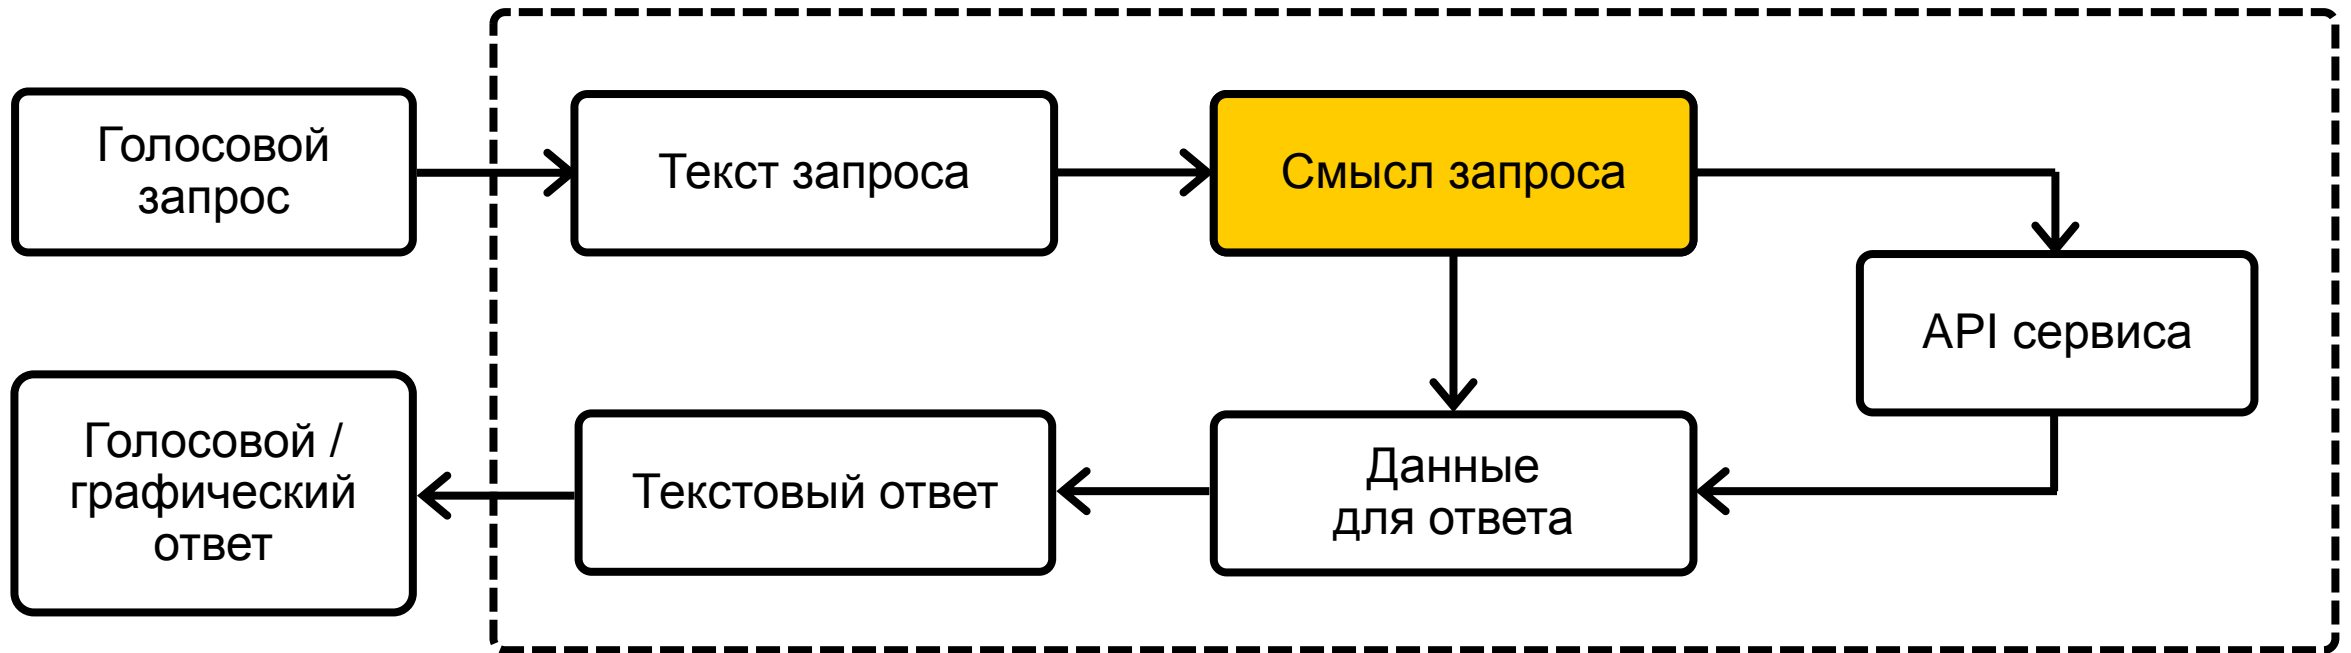 Голосовой
запрос
Текст запроса
Смысл запроса
API сервиса
Голосовой /
графический
ответ
Текстовый ответ
Данные
для ответа